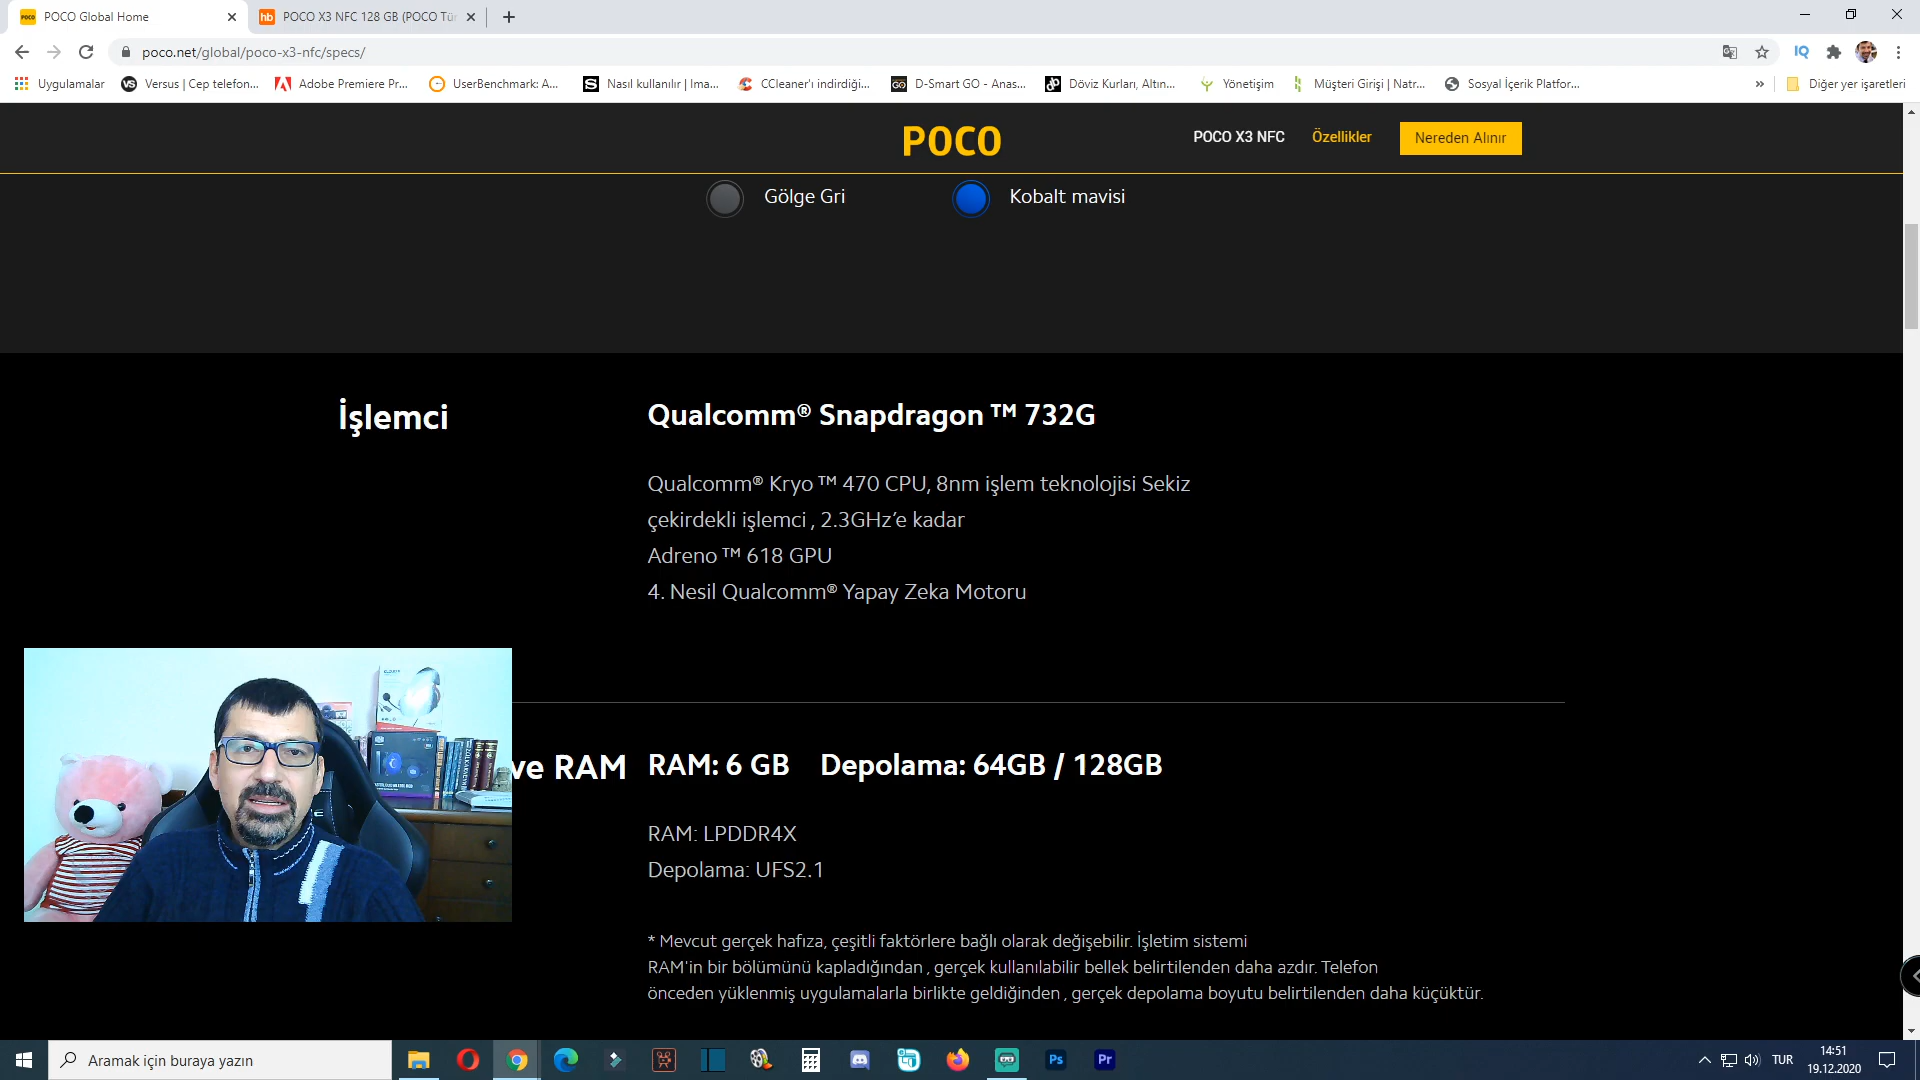 POCO Global Home
POCO X3 NFC 128 GB (POCO Tür
poco.net/global/poco-x3-nfc/specs/
Uygulamalar
Versus | Cep telefon...
Adobe Premiere Pr...
UserBenchmark: A...
Nasıl kullanılır | Ima...
CCleaner'ı indirdiği...
D-Smart GO - Anas...
Döviz Kurları, Altın...
Yönetişim
Müşteri Girişi | Natr...
Sosyal İçerik Platfor...
»
Diğer yer işaretleri
POCO
POCO X3 NFC
Özellikler
Nereden Alınır
Gölge Gri
Kobalt mavisi
İşlemci
Qualcomm® Snapdragon ™ 732G
Qualcomm® Kryo ™ 470 CPU, 8nm işlem teknolojisi Sekiz
çekirdekli işlemci , 2.3GHz’e kadar
Adreno ™ 618 GPU
4. Nesil Qualcomm® Yapay Zeka Motoru
ve RAM
RAM: 6 GB Depolama: 64GB / 128GB
RAM: LPDDR4X
Depolama: UFS2.1
* Mevcut gerçek hafıza, çeşitli faktörlere bağlı olarak değişebilir. İşletim sistemi
RAM'in bir bölümünü kapladığından , gerçek kullanılabilir bellek belirtilenden daha azdır. Telefon
önceden yüklenmiş uygulamalarla birlikte geldiğinden , gerçek depolama boyutu belirtilenden daha küçüktür.
Aramak için buraya yazın
TUR
14:51
19.12.2020